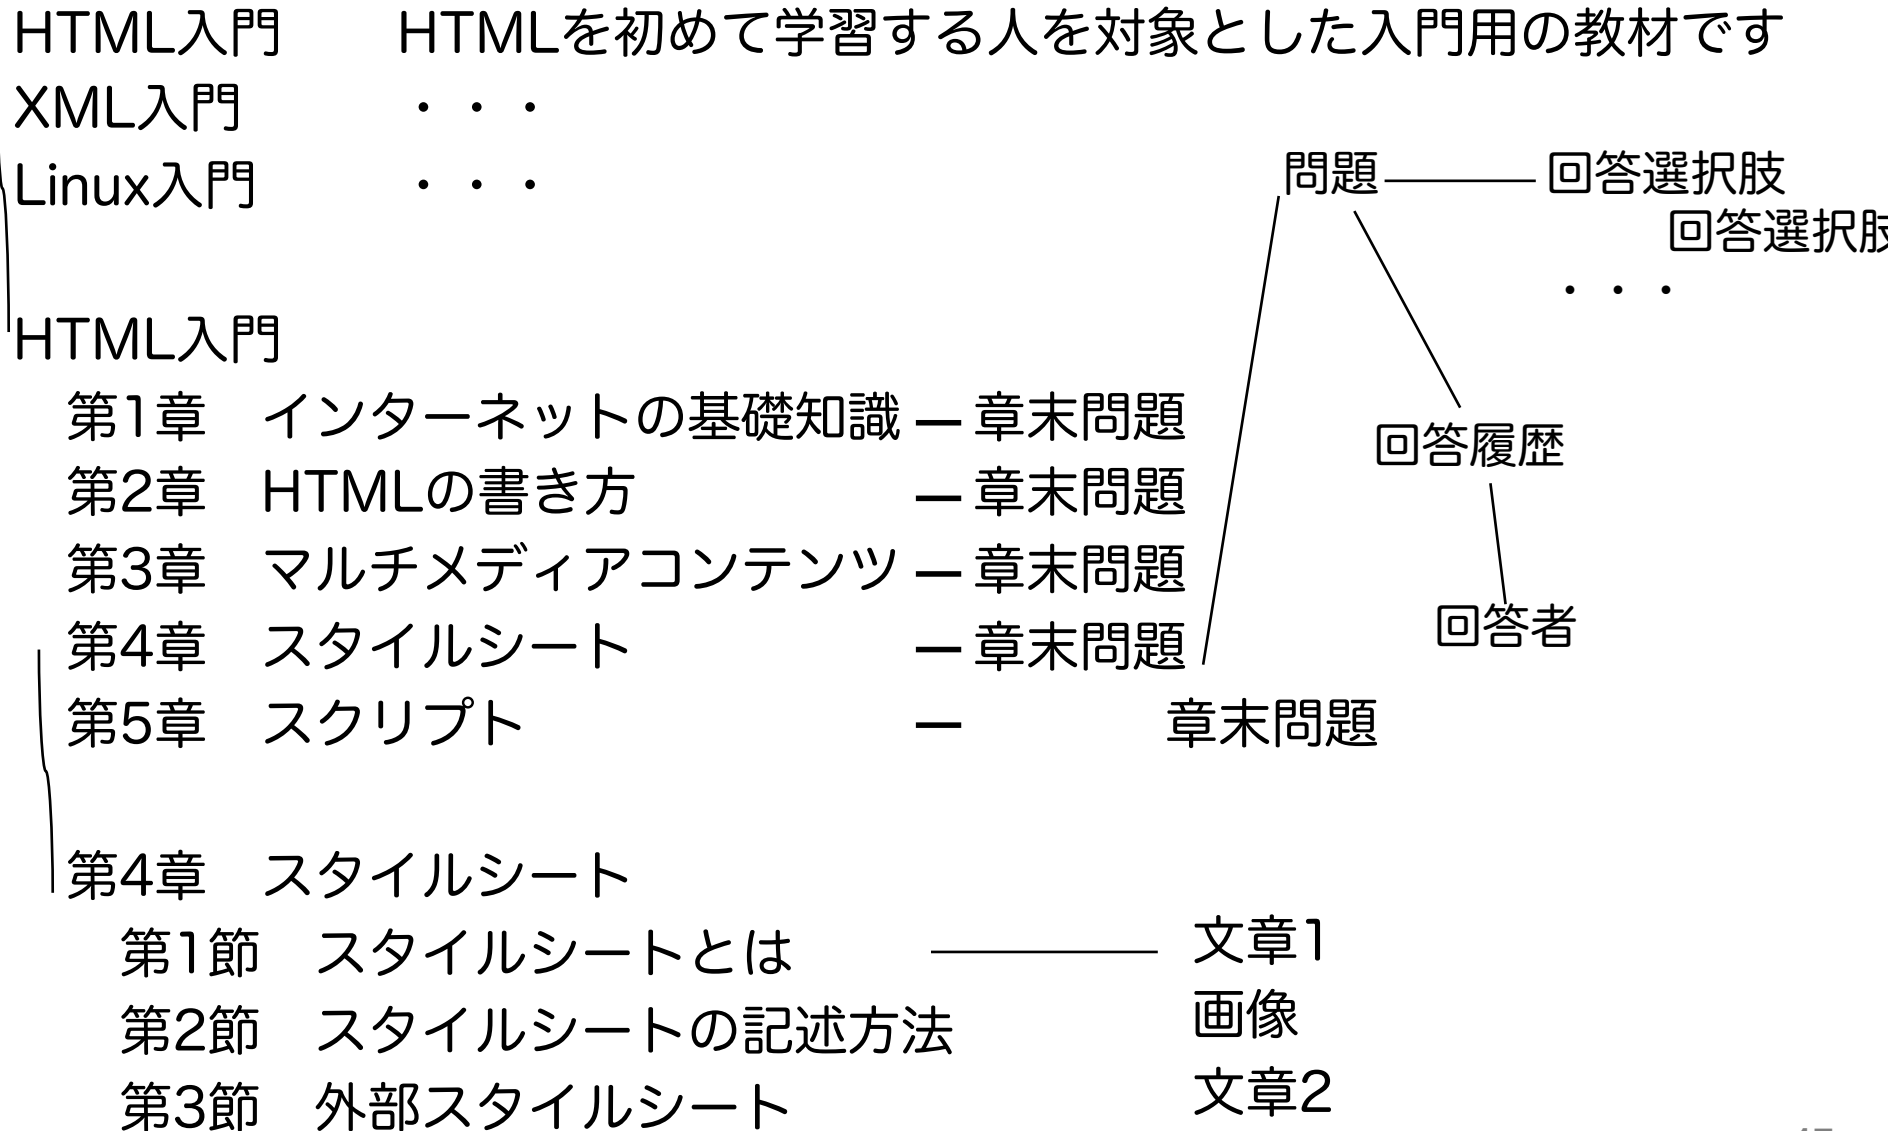 HTML入門　　HTMLを初めて学習する人を対象とした入門用の教材です
XML入門　　・・・
Linux入門　　・・・
問題
回答選択肢
回答選択肢
・・・
回答履歴
回答者
HTML入門
第1章　インターネットの基礎知識 ー 章末問題
第2章　HTMLの書き方　ー 章末問題
第3章　マルチメディアコンテンツ ー 章末問題
第4章　スタイルシート　ー 章末問題
第5章　スクリプト　ー　章末問題
第4章　スタイルシート
第1節　スタイルシートとは　文章1
第2節　スタイルシートの記述方法　画像
第3節　外部スタイルシート　文章2